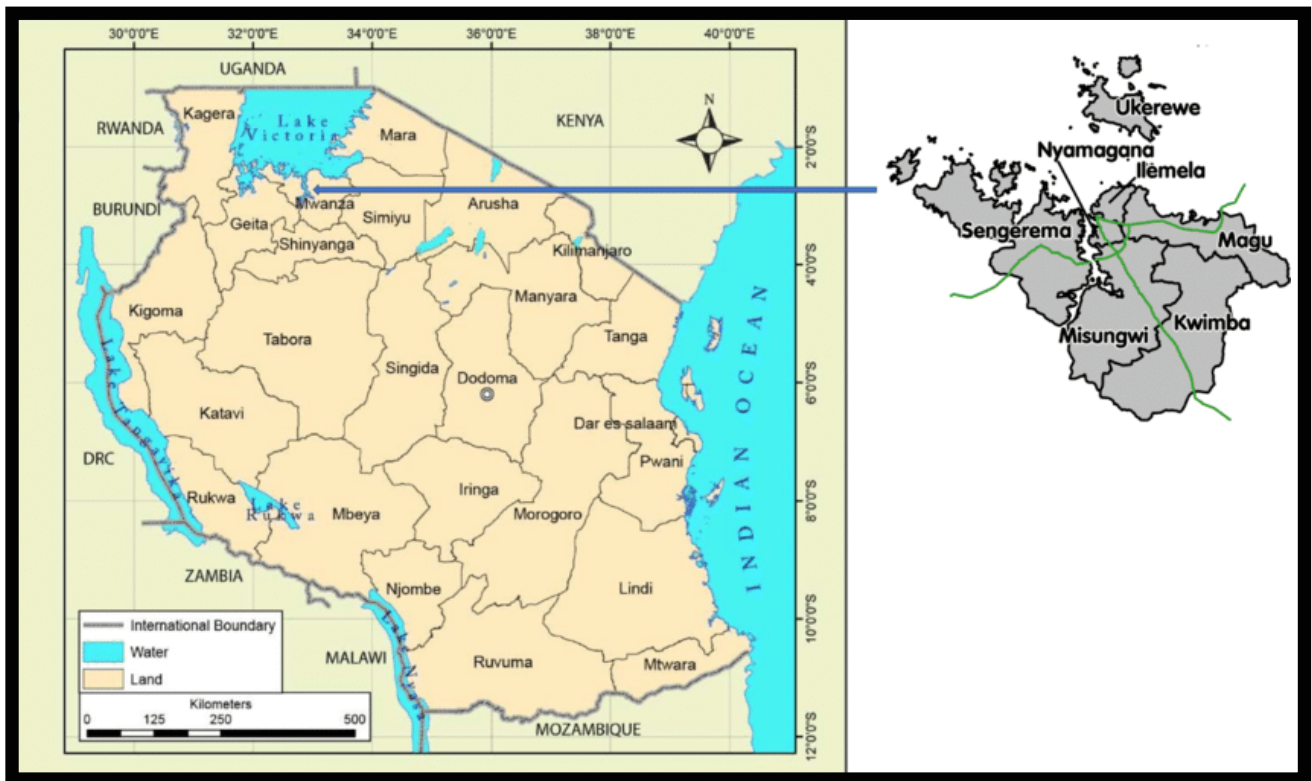 30°0'0"E 32°0'0"E 34°0'0"E 36°0'0"E 38°0'0"E 40°0'0"E
UGANDA
Kagera
Lake
Victoria
RWANDA
Mara
KENYA
N
2°0'0"S
BURUNDI
Mwanza
Geita
Simiyu
Arusha
Shinyanga
Kilimanjaro
4°0'0"S
Kigoma
Manyara
Tabora
Tanga
Singida
Dodoma
6°0'0"S
Katavi
Dar es salaam
Pwani
DRC
Lake Tangayika
INDIAN OCEAN
Rukwa
Lake
Rukwa
Mbeya
Iringa
Morogoro
8°0'0"S
ZAMBIA
Njombe
Lindi
10°0'0"S
MALAWI
Lake Nyasa
Ruvuma
Mtwara
MOZAMBIQUE
12°0'0"S
International Boundary
Water
Land
Kilometers
0 125 250 500
Ukerewe
Nyamagana
Ilemela
Sengerema
Magu
Kwimba
Misungwi